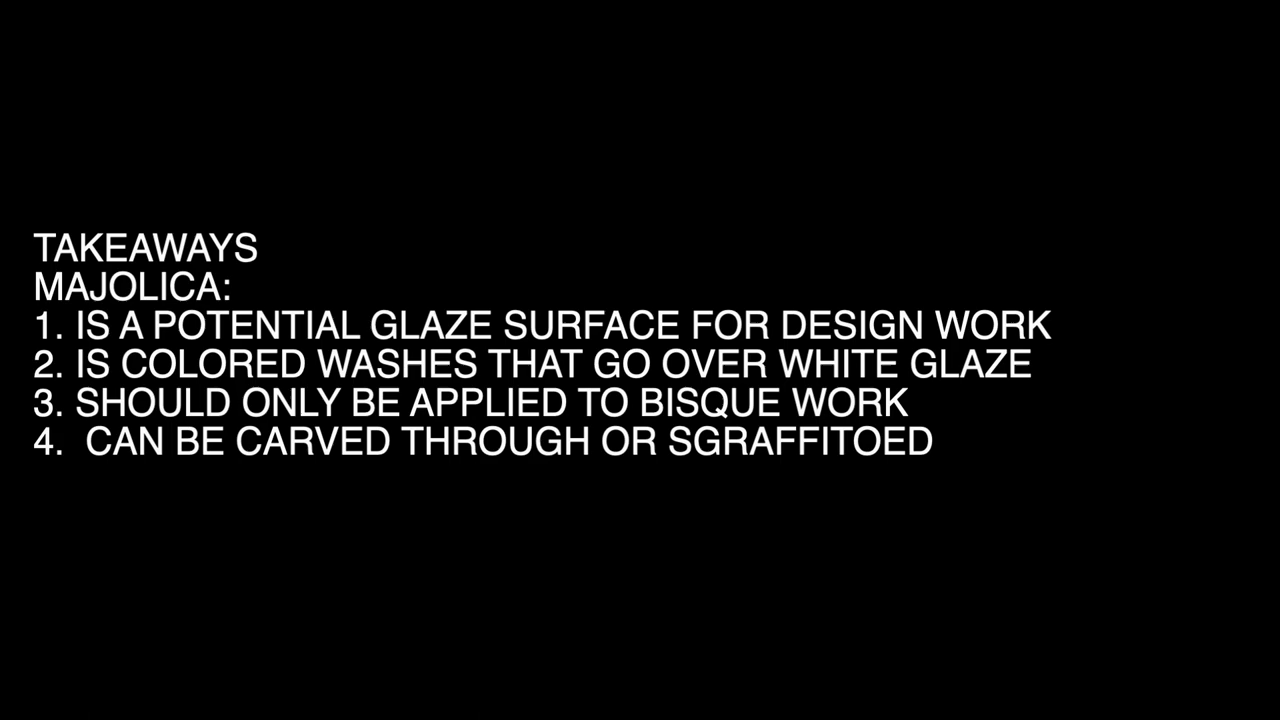 TAKEAWAYS
MAJOLICA:
1. IS A POTENTIAL GLAZE SURFACE FOR DESIGN WORK
2. IS COLORED WASHES THAT GO OVER WHITE GLAZE
3. SHOULD ONLY BE APPLIED TO BISQUE WORK
4.  CAN BE CARVED THROUGH OR SGRAFFITOED